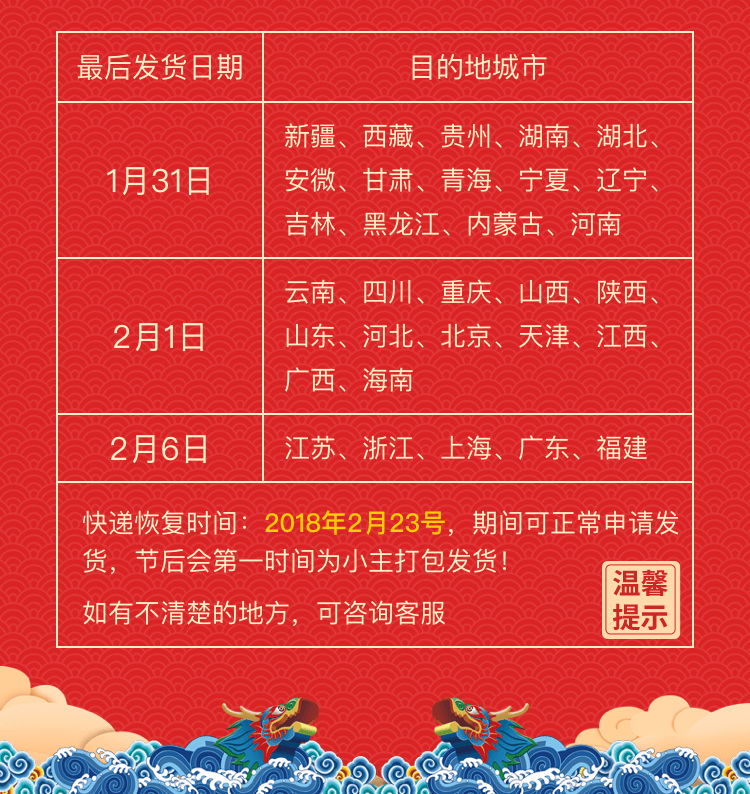 最后发货日期
目的地城市
1月31日
新疆、西藏、贵州、湖南、湖北、
安微、甘肃、青海、宁夏、辽宁、
吉林、黑龙江、内蒙古、河南
2月1日
云南、四川、重庆、山西、陕西、
山东、河北、北京、天津、江西、
广西、海南
2月6日
江苏、浙江、上海、广东、福建
快递恢复时间：2018年2月23号，期间可正常申请发
货，节后会第一时间为小主打包发货！
如有不清楚的地方，可咨询客服
温馨
提示